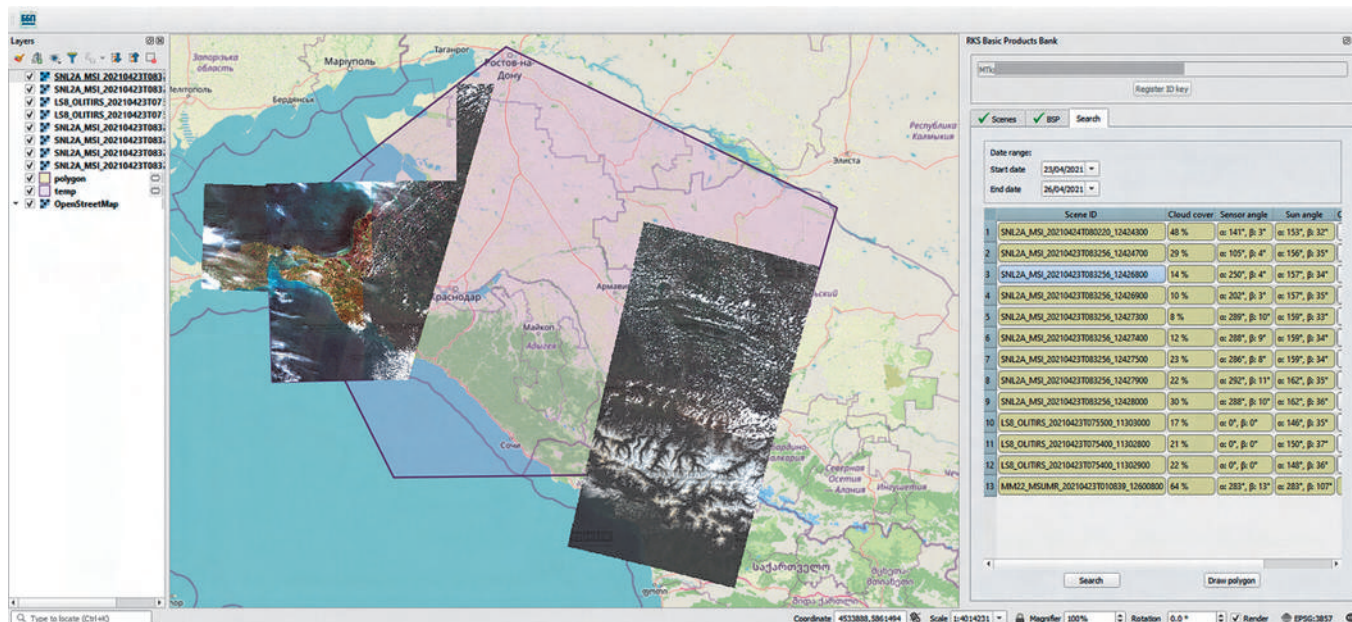 Layers
SNL2A_MSI_20210423T083
SNL2A_MSI_20210423T083
LS8_OLITIRS_20210423T07
LS8_OLITIRS_20210423T07
SNL2A_MSI_20210423T083
SNL2A_MSI_20210423T083
SNL2A_MSI_20210423T083
SNL2A_MSI_20210423T083
polygon
temp
OpenStreetMap
Запорізька
область
Маріуполь
Таганрог
Ростов-на-
Дону
Бердянськ
Республика
Калмыкия
Элиста
Краснодар
Майкоп
Адыгея
Сочи
Северная
Осетия
- Алания
Ингушетия
საქართველო
ფოთი
RKS Basic Products Bank
Register ID key
Scenes
BSP
Search
Date range:
Start date 23/04/2021
End date 26/04/2021
Scene ID Cloud cover Sensor angle Sun angle
1 SNL2A_MSI_20210424T080220_12424300 48 % α: 141°, β: 3° α: 153°, β: 32°
2 SNL2A_MSI_20210423T083256_12424700 29 % α: 105°, β: 4° α: 156°, β: 35°
3 SNL2A_MSI_20210423T083256_12426800 14 % α: 250°, β: 4° α: 157°, β: 34°
4 SNL2A_MSI_20210423T083256_12426900 10 % α: 202°, β: 3° α: 157°, β: 35°
5 SNL2A_MSI_20210423T083256_12427300 8 % α: 289°, β: 10° α: 159°, β: 33°
6 SNL2A_MSI_20210423T083256_12427400 12 % α: 288°, β: 9° α: 159°, β: 34°
7 SNL2A_MSI_20210423T083256_12427500 23 % α: 286°, β: 8° α: 159°, β: 34°
8 SNL2A_MSI_20210423T083256_12427900 22 % α: 292°, β: 11° α: 162°, β: 35°
9 SNL2A_MSI_20210423T083256_12428000 30 % α: 288°, β: 10° α: 162°, β: 36°
10 LS8_OLITIRS_20210423T075500_11303000 17 % α: 0°, β: 0° α: 146°, β: 35°
11 LS8_OLITIRS_20210423T075400_11302800 21 % α: 0°, β: 0° α: 150°, β: 37°
12 LS8_OLITIRS_20210423T075400_11302900 22 % α: 0°, β: 0° α: 148°, β: 36°
13 MM22_MSUMR_20210423T010839_12600800 64 % α: 283°, β: 13° α: 283°, β: 107°
Search
Draw polygon
Type to locate (Ctrl+K)
Coordinate 4533888,5861494 Scale 1:4014231 Magnifier 100% Rotation 0.0 ° Render EPSG:3857